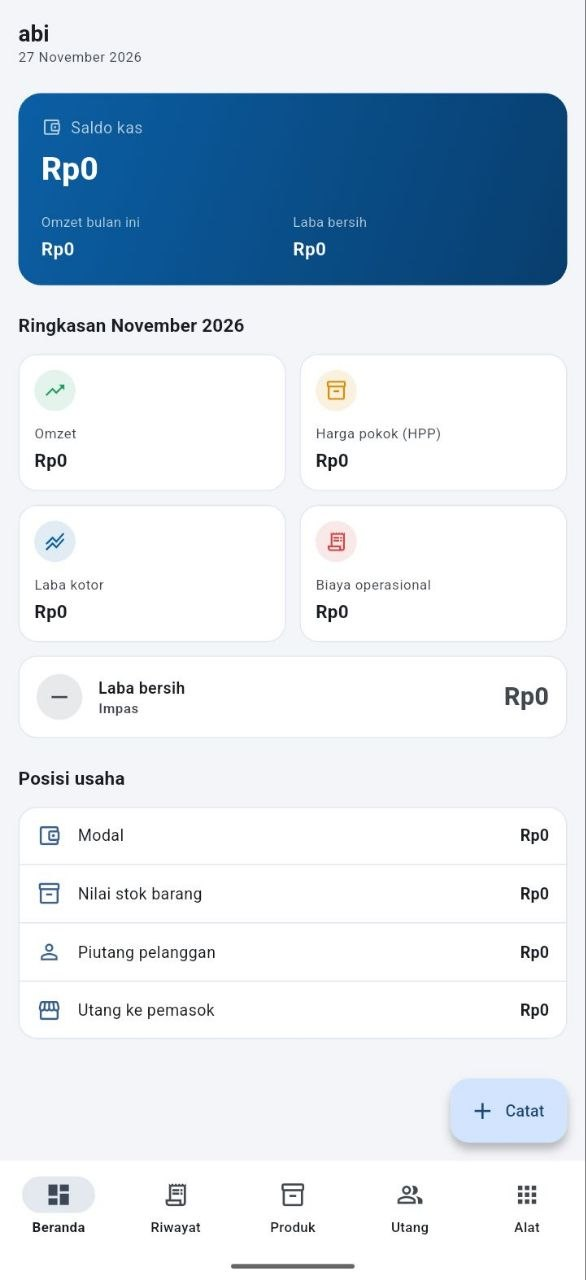 abi
27 November 2026
Saldo kas
Rp0
Omzet bulan ini
Laba bersih
Rp0
Rp0
Ringkasan November 2026
Omzet
Rp0
Harga pokok (HPP)
Rp0
Laba kotor
Rp0
Biaya operasional
Rp0
Laba bersih
Impas
Rp0
Posisi usaha
Modal
Rp0
Nilai stok barang
Rp0
Piutang pelanggan
Rp0
Utang ke pemasok
Rp0
Catat
Beranda
Riwayat
Produk
Utang
Alat